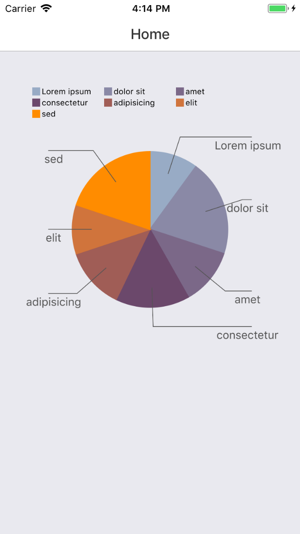 Carrier 4:14 PM
Home
Lorem ipsum dolor sit amet
consectetur adipisicing elit
sed
Lorem ipsum
sed
dolor sit
elit
amet
adipisicing
consectetur